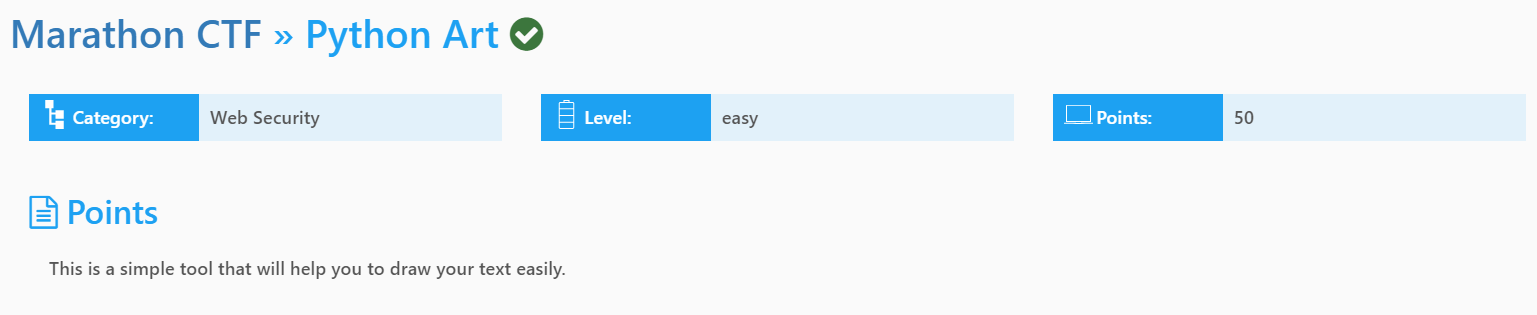 Marathon CTF » Python Art
Category: Web Security
Level: easy
Points: 50
Points
This is a simple tool that will help you to draw your text easily.